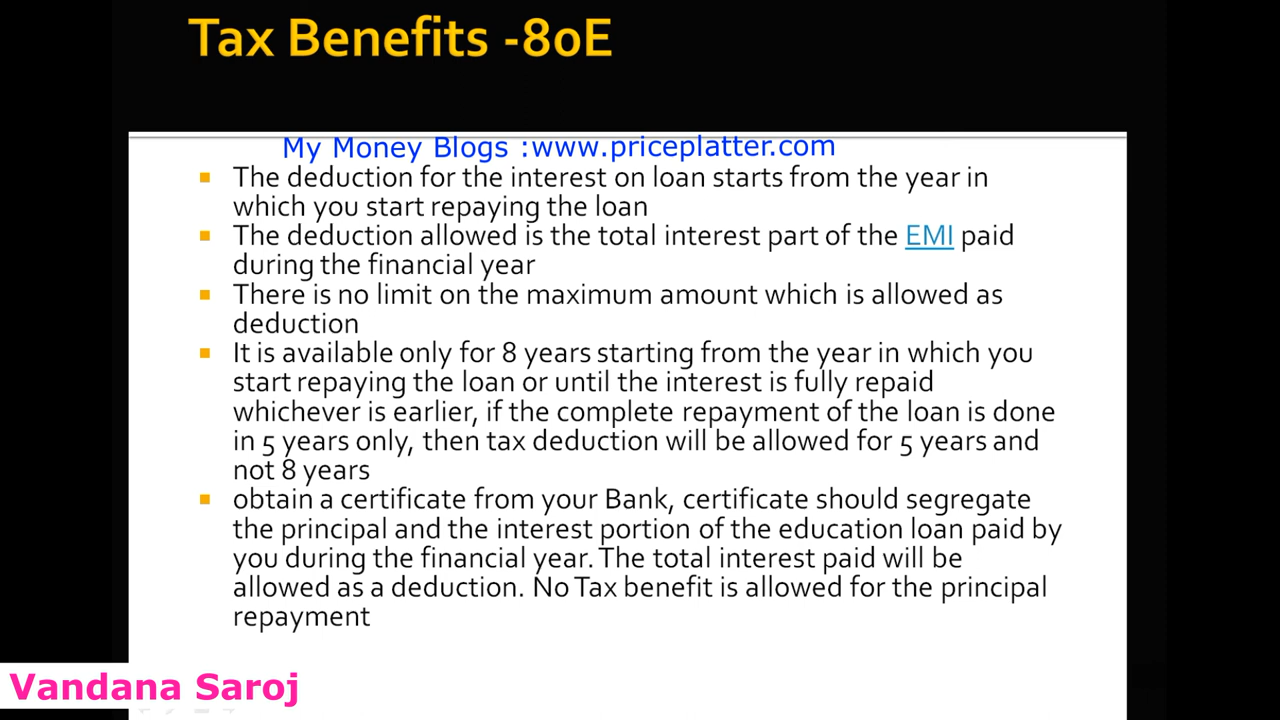 Tax Benefits -80E
My Money Blogs :www.priceplatter.com
The deduction for the interest on loan starts from the year in
which you start repaying the loan
The deduction allowed is the total interest part of the EMI paid
during the financial year
There is no limit on the maximum amount which is allowed as
deduction
It is available only for 8 years starting from the year in which you
start repaying the loan or until the interest is fully repaid
whichever is earlier, if the complete repayment of the loan is done
in 5 years only, then tax deduction will be allowed for 5 years and
not 8 years
obtain a certificate from your Bank, certificate should segregate
the principal and the interest portion of the education loan paid by
you during the financial year. The total interest paid will be
allowed as a deduction. No Tax benefit is allowed for the principal
repayment
Vandana Saroj